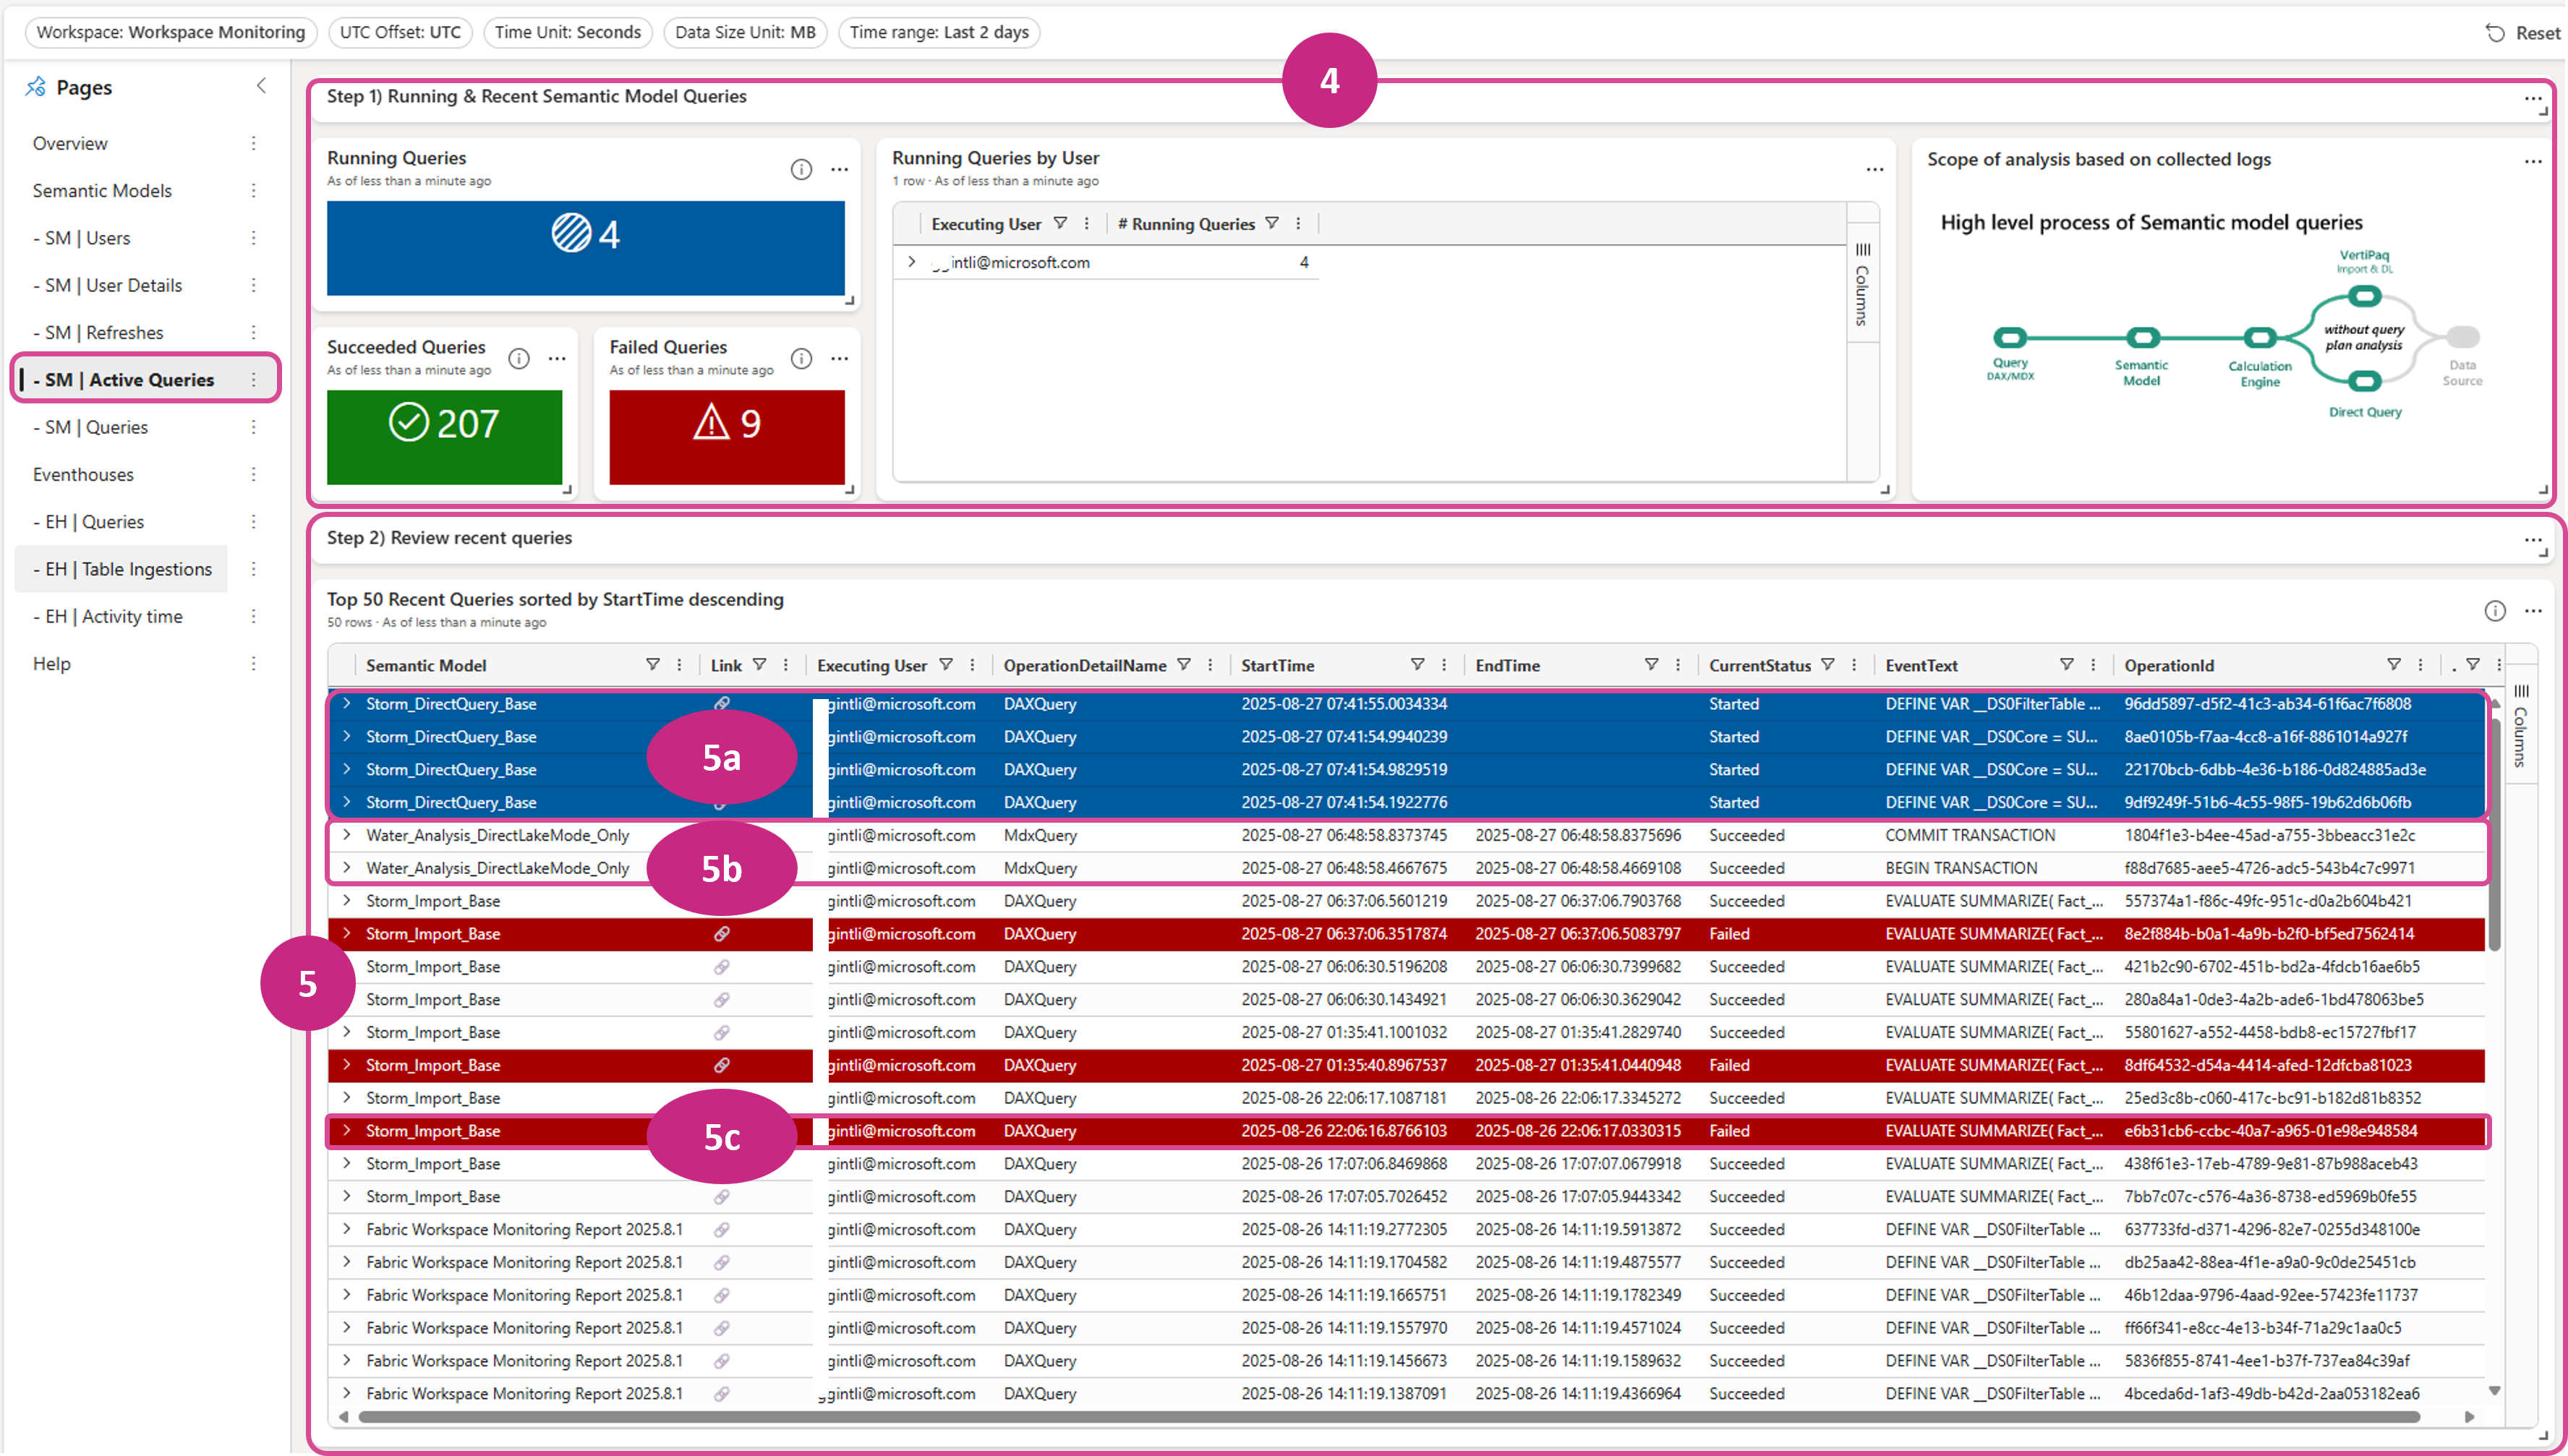 Workspace: Workspace Monitoring UTC Offset: UTC Time Unit: Seconds Data Size Unit: MB Time range: Last 2 days Reset
Pages
Overview
Semantic Models
- SM | Users
- SM | User Details
- SM | Refreshes
- SM | Active Queries
- SM | Queries
Eventhouses
- EH | Queries
- EH | Table Ingestions
- EH | Activity time
Help
4
Step 1) Running & Recent Semantic Model Queries
Running Queries
As of less than a minute ago
4
Succeeded Queries
As of less than a minute ago
207
Failed Queries
As of less than a minute ago
9
Running Queries by User
1 row · As of less than a minute ago
Executing User # Running Queries
intli@microsoft.com 4
Columns
Scope of analysis based on collected logs
High level process of Semantic model queries
VertiPaq
Import & DL
without query
plan analysis
Query
DAX/MDX
Semantic
Model
Calculation
Engine
Data
Source
Direct Query
5
Step 2) Review recent queries
Top 50 Recent Queries sorted by StartTime descending
50 rows · As of less than a minute ago
Semantic Model Link Executing User OperationDetailName StartTime EndTime CurrentStatus EventText OperationId .
Columns
5a
Storm_DirectQuery_Base gintli@microsoft.com DAXQuery 2025-08-27 07:41:55.0034334 Started DEFINE VAR __DS0FilterTable ... 96dd5897-d5f2-41c3-ab34-61f6ac7f6808
Storm_DirectQuery_Base gintli@microsoft.com DAXQuery 2025-08-27 07:41:54.9940239 Started DEFINE VAR __DS0Core = SU... 8ae0105b-f7aa-4cc8-a16f-8861014a927f
Storm_DirectQuery_Base gintli@microsoft.com DAXQuery 2025-08-27 07:41:54.9829519 Started DEFINE VAR __DS0Core = SU... 22170bcb-6dbb-4e36-b186-0d824885ad3e
Storm_DirectQuery_Base gintli@microsoft.com DAXQuery 2025-08-27 07:41:54.1922776 Started DEFINE VAR __DS0Core = SU... 9df9249f-51b6-4c55-98f5-19b62d6b06fb
5b
Water_Analysis_DirectLakeMode_Only gintli@microsoft.com MdxQuery 2025-08-27 06:48:58.8373745 2025-08-27 06:48:58.8375696 Succeeded COMMIT TRANSACTION 1804f1e3-b4ee-45ad-a755-3bbeacc31e2c
Water_Analysis_DirectLakeMode_Only gintli@microsoft.com MdxQuery 2025-08-27 06:48:58.4667675 2025-08-27 06:48:58.4669108 Succeeded BEGIN TRANSACTION f88d7685-aee5-4726-adc5-543b4c7c9971
Storm_Import_Base gintli@microsoft.com DAXQuery 2025-08-27 06:37:06.5601219 2025-08-27 06:37:06.7903768 Succeeded EVALUATE SUMMARIZE( Fact_... 557374a1-f86c-49fc-951c-d0a2b604b421
Storm_Import_Base gintli@microsoft.com DAXQuery 2025-08-27 06:37:06.3517874 2025-08-27 06:37:06.5083797 Failed EVALUATE SUMMARIZE( Fact_... 8e2f884b-b0a1-4a9b-b2f0-bf5ed7562414
Storm_Import_Base gintli@microsoft.com DAXQuery 2025-08-27 06:06:30.5196208 2025-08-27 06:06:30.7399682 Succeeded EVALUATE SUMMARIZE( Fact_... 421b2c90-6702-451b-bd2a-4fdcb16ae6b5
Storm_Import_Base gintli@microsoft.com DAXQuery 2025-08-27 06:06:30.1434921 2025-08-27 06:06:30.3629042 Succeeded EVALUATE SUMMARIZE( Fact_... 280a84a1-0de3-4a2b-ade6-1bd478063be5
Storm_Import_Base gintli@microsoft.com DAXQuery 2025-08-27 01:35:41.1001032 2025-08-27 01:35:41.2829740 Succeeded EVALUATE SUMMARIZE( Fact_... 55801627-a552-4458-bdb8-ec15727fbf17
Storm_Import_Base gintli@microsoft.com DAXQuery 2025-08-27 01:35:40.8967537 2025-08-27 01:35:41.0440948 Failed EVALUATE SUMMARIZE( Fact_... 8df64532-d54a-4414-afed-12dfcba81023
Storm_Import_Base gintli@microsoft.com DAXQuery 2025-08-26 22:06:17.1087181 2025-08-26 22:06:17.3345272 Succeeded EVALUATE SUMMARIZE( Fact_... 25ed3c8b-c060-417c-bc91-b182d81b8352
5c
Storm_Import_Base gintli@microsoft.com DAXQuery 2025-08-26 22:06:16.8766103 2025-08-26 22:06:17.0330315 Failed EVALUATE SUMMARIZE( Fact_... e6b31cb6-ccbc-40a7-a965-01e98e948584
Storm_Import_Base gintli@microsoft.com DAXQuery 2025-08-26 17:07:06.8469868 2025-08-26 17:07:07.0679918 Succeeded EVALUATE SUMMARIZE( Fact_... 438f61e3-17eb-4789-9e81-87b988aceb43
Storm_Import_Base gintli@microsoft.com DAXQuery 2025-08-26 17:07:05.7026452 2025-08-26 17:07:05.9443342 Succeeded EVALUATE SUMMARIZE( Fact_... 7bb7c07c-c576-4a36-8738-ed5969b0fe55
Fabric Workspace Monitoring Report 2025.8.1 gintli@microsoft.com DAXQuery 2025-08-26 14:11:19.2772305 2025-08-26 14:11:19.5913872 Succeeded DEFINE VAR __DS0FilterTable ... 637733fd-d371-4296-82e7-0255d348100e
Fabric Workspace Monitoring Report 2025.8.1 gintli@microsoft.com DAXQuery 2025-08-26 14:11:19.1704582 2025-08-26 14:11:19.4875577 Succeeded DEFINE VAR __DS0FilterTable ... db25aa42-88ea-4f1e-a9a0-9c0de25451cb
Fabric Workspace Monitoring Report 2025.8.1 gintli@microsoft.com DAXQuery 2025-08-26 14:11:19.1665751 2025-08-26 14:11:19.1782349 Succeeded DEFINE VAR __DS0FilterTable ... 46b12daa-9796-4aad-92ee-57423fe11737
Fabric Workspace Monitoring Report 2025.8.1 gintli@microsoft.com DAXQuery 2025-08-26 14:11:19.1557970 2025-08-26 14:11:19.4571024 Succeeded DEFINE VAR __DS0FilterTable ... ff66f341-e8cc-4e13-b34f-71a29c1aa0c5
Fabric Workspace Monitoring Report 2025.8.1 gintli@microsoft.com DAXQuery 2025-08-26 14:11:19.1456673 2025-08-26 14:11:19.1589632 Succeeded DEFINE VAR __DS0FilterTable ... 5836f855-8741-4ee1-b37f-737ea84c39af
Fabric Workspace Monitoring Report 2025.8.1 gintli@microsoft.com DAXQuery 2025-08-26 14:11:19.1387091 2025-08-26 14:11:19.4366964 Succeeded DEFINE VAR __DS0FilterTable ... 4bceda6d-1af3-49db-b42d-2aa053182ea6